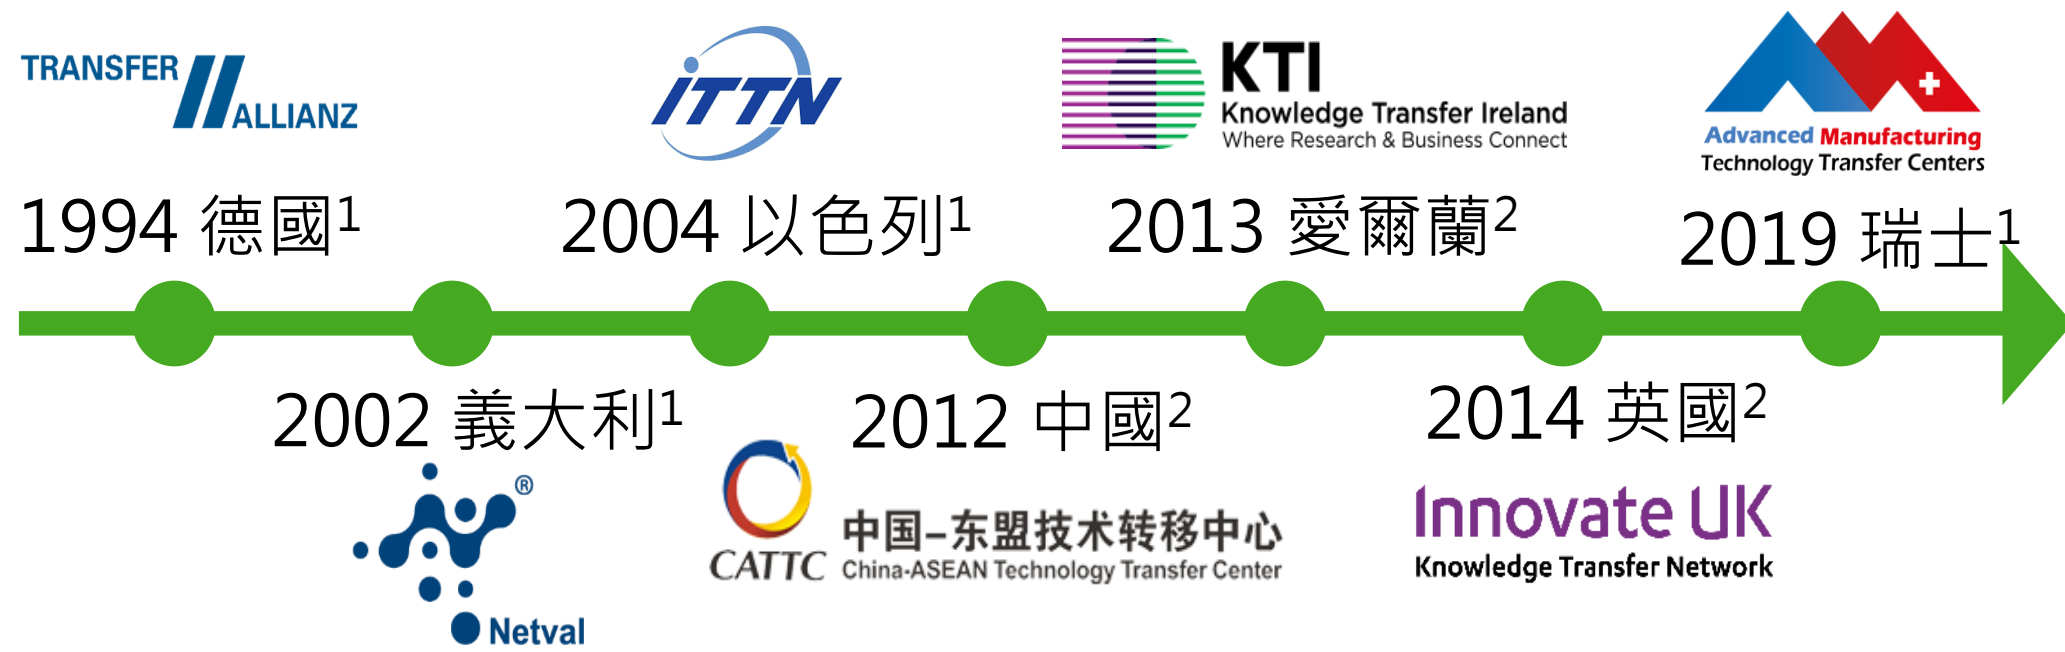 TRANSFER
ALLIANZ
1994 德國1
ITTN
2004 以色列1
KTI
Knowledge Transfer Ireland
Where Research & Business Connect
2013 愛爾蘭2
Advanced Manufacturing
Technology Transfer Centers
2019 瑞士1
2002 義大利1
®
Netval
2012 中國2
CATTC
中国-东盟技术转移中心
China-ASEAN Technology Transfer Center
2014 英國2
Innovate UK
Knowledge Transfer Network